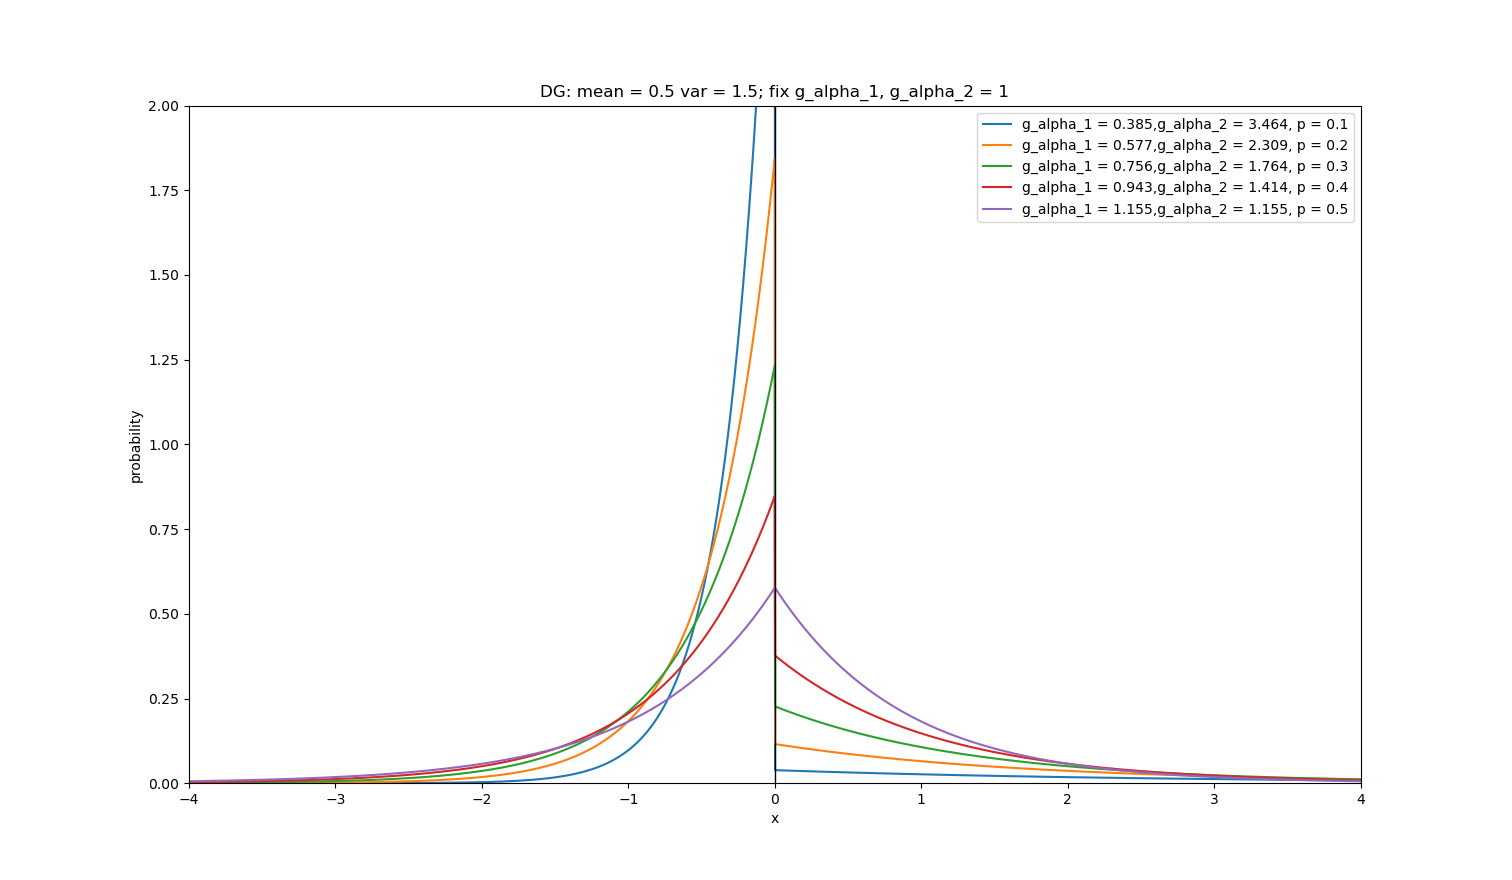 DG: mean = 0.5 var = 1.5; fix g_alpha_1, g_alpha_2 = 1
2.00
1.75
1.50
1.25
1.00
0.75
0.50
0.25
0.00
probability
g_alpha_1 = 0.385,g_alpha_2 = 3.464, p = 0.1
g_alpha_1 = 0.577,g_alpha_2 = 2.309, p = 0.2
g_alpha_1 = 0.756,g_alpha_2 = 1.764, p = 0.3
g_alpha_1 = 0.943,g_alpha_2 = 1.414, p = 0.4
g_alpha_1 = 1.155,g_alpha_2 = 1.155, p = 0.5
−4 −3 −2 −1 0 1 2 3 4
x